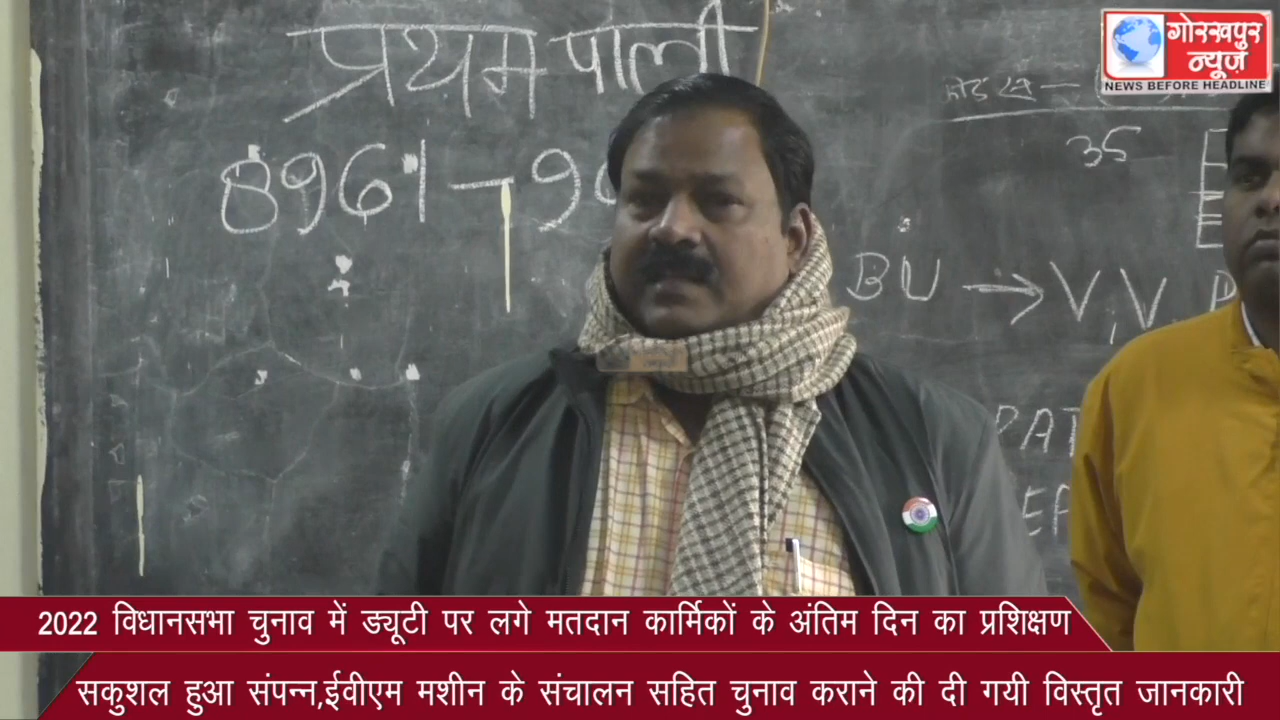 गोरखपुर
न्यूज़
NEWS BEFORE HEADLINE
प्रथम पाली
35
8961
BU → V.V.P
2022 विधानसभा चुनाव में ड्यूटी पर लगे मतदान कार्मिकों के अंतिम दिन का प्रशिक्षण
सकुशल हुआ संपन्न,ईवीएम मशीन के संचालन सहित चुनाव कराने की दी गयी विस्तृत जानकारी